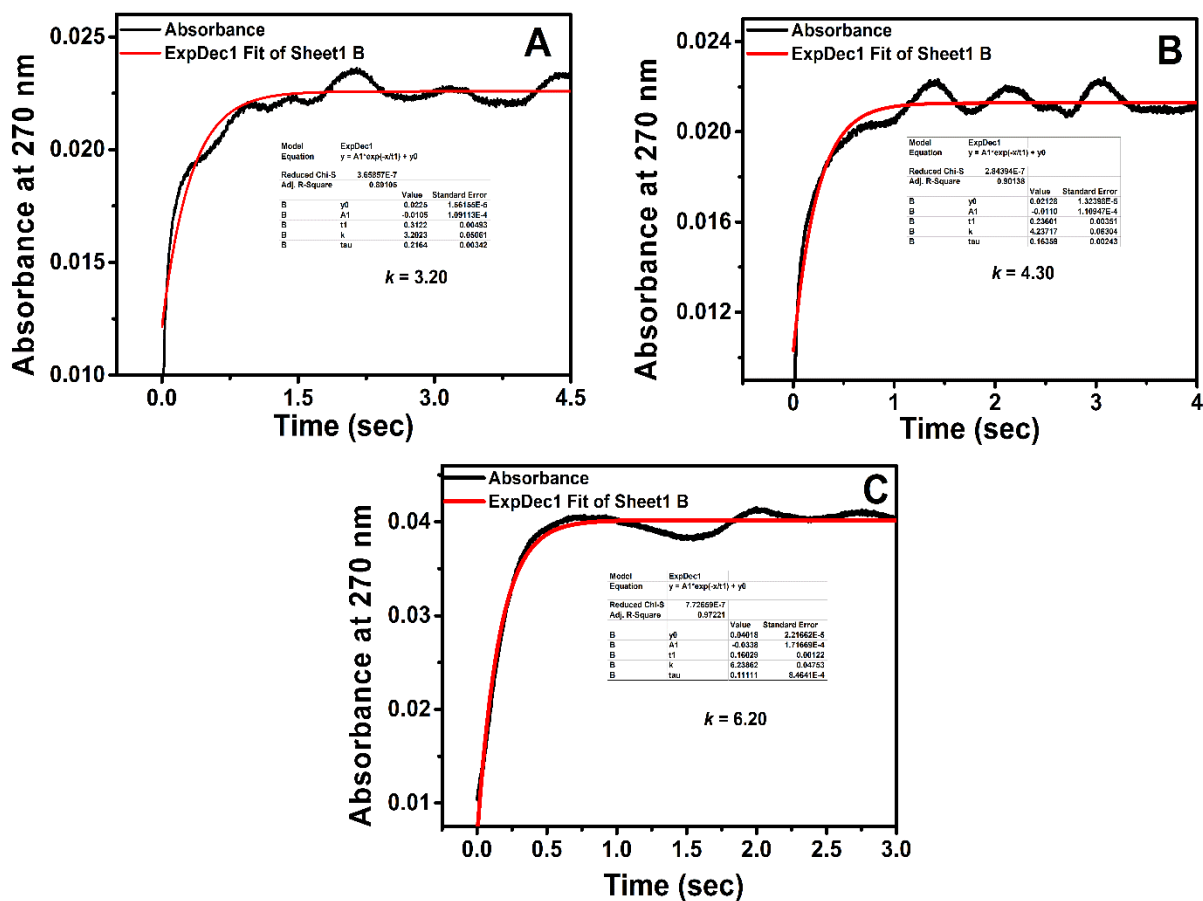 A
Absorbance
ExpDec1 Fit of Sheet1 B
0.025
0.020
0.015
0.010
Absorbance at 270 nm
Model ExpDec1
Equation y = A1*exp(-x/t1) + y0
Reduced Chi-S 3.65857E-7
Adj. R-Square 0.89105
Value Standard Error
B y0 0.0225 1.56155E-5
B A1 -0.0105 1.09113E-4
B t1 0.3122 0.00493
B k 3.2023 0.05061
B tau 0.2164 0.00342
k = 3.20
0.0 1.5 3.0 4.5
Time (sec)
B
Absorbance
ExpDec1 Fit of Sheet1 B
0.024
0.020
0.016
0.012
Absorbance at 270 nm
Model ExpDec1
Equation y = A1*exp(-x/t1) + y0
Reduced Chi-S 2.84394E-7
Adj. R-Square 0.90138
Value Standard Error
B y0 0.02128 1.32398E-5
B A1 -0.0110 1.10947E-4
B t1 0.23601 0.00351
B k 4.23717 0.06304
B tau 0.16358 0.00243
k = 4.30
0 1 2 3 4
Time (sec)
C
Absorbance
ExpDec1 Fit of Sheet1 B
0.04
0.03
0.02
0.01
Absorbance at 270 nm
Model ExpDec1
Equation y = A1*exp(-x/t1) + y0
Reduced Chi-S 7.72659E-7
Adj. R-Square 0.97221
Value Standard Error
B y0 0.04018 2.21662E-5
B A1 -0.0338 1.71669E-4
B t1 0.16029 0.00122
B k 6.23862 0.04753
B tau 0.11111 8.4641E-4
k = 6.20
0.0 0.5 1.0 1.5 2.0 2.5 3.0
Time (sec)